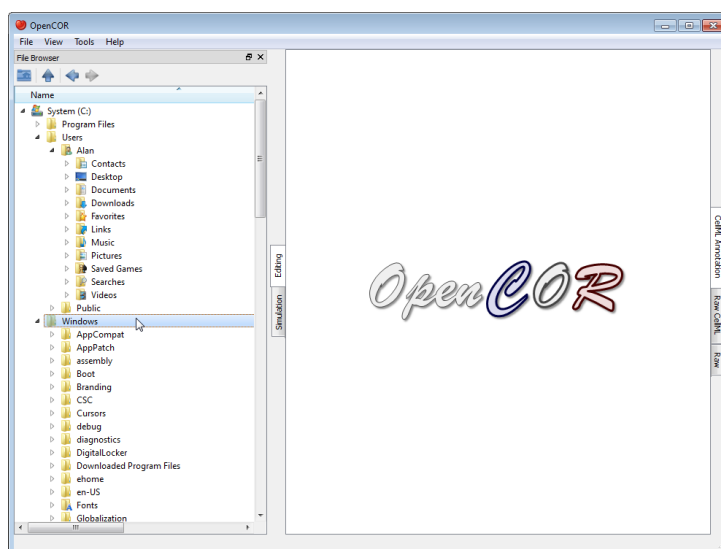 OpenCOR
File View Tools Help
File Browser
Name
System (C:)
Program Files
Users
Alan
Contacts
Desktop
Documents
Downloads
Favorites
Links
Music
Pictures
Saved Games
Searches
Videos
Public
Windows
AppCompat
AppPatch
assembly
Boot
Branding
CSC
Cursors
debug
diagnostics
DigitalLocker
Downloaded Program Files
ehome
en-US
Fonts
Globalization
Editing
Simulation
OpenCOR
CellML Annotation
Raw CellML
Raw